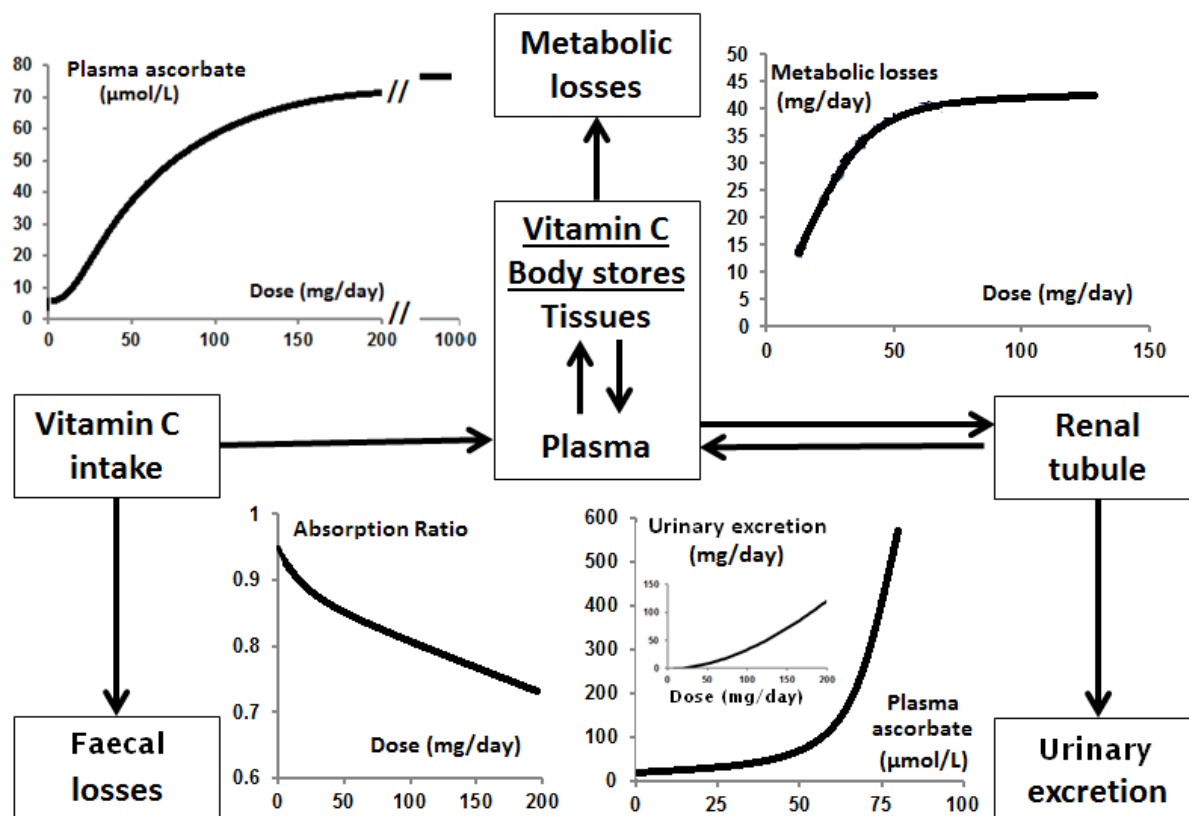 Metabolic
losses
Plasma ascorbate
(µmol/L)
80
70
60
50
40
30
20
10
0
//
Dose (mg/day)
//
0
50
100
150
200
1000
Metabolic losses
(mg/day)
50
45
40
35
30
25
20
15
10
5
0
Dose (mg/day)
0
50
100
150
Vitamin C
Body stores
Tissues
Plasma
Vitamin C
intake
Renal
tubule
Absorption Ratio
1
0.9
0.8
0.7
0.6
Dose (mg/day)
0
50
100
150
200
Urinary excretion
(mg/day)
600
500
400
300
200
100
0
150
100
50
0
0
50
100
150
200
Dose (mg/day)
Plasma
ascorbate
(µmol/L)
0
25
50
75
100
Faecal
losses
Urinary
excretion